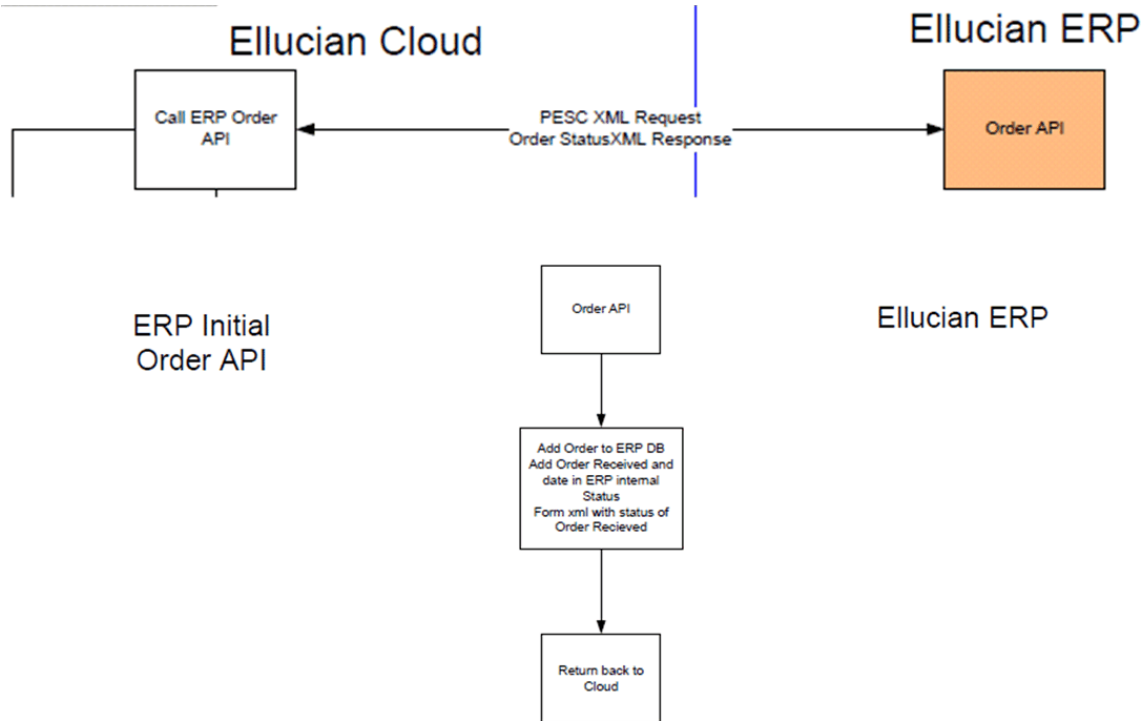 Ellucian Cloud
Ellucian ERP
Call ERP Order
API
PESC XML Request
Order StatusXML Response
Order API
ERP Initial
Order API
Order API
Ellucian ERP
Add Order to ERP DB
Add Order Received and
date in ERP internal
Status
Form xml with status of
Order Recieved
Return back to
Cloud